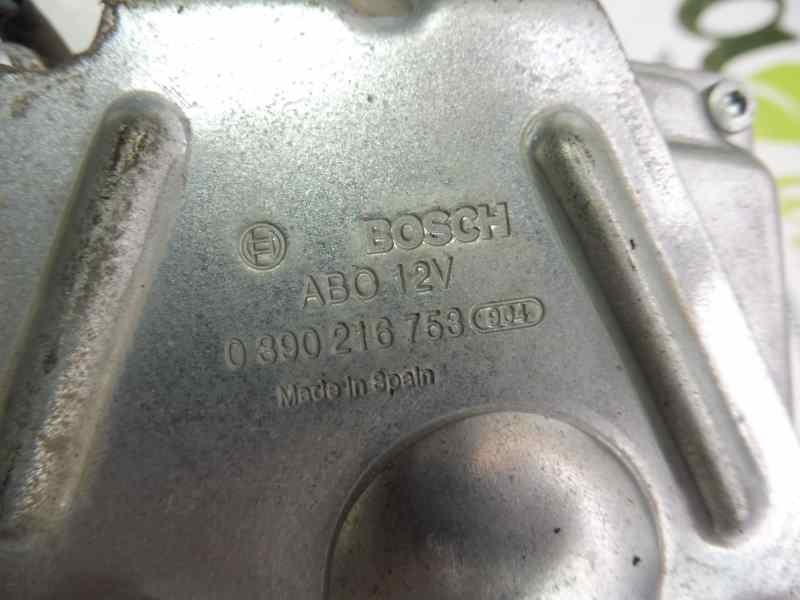 BOSCH
ABO 12V
0 390 216 753 904
Made in Spain